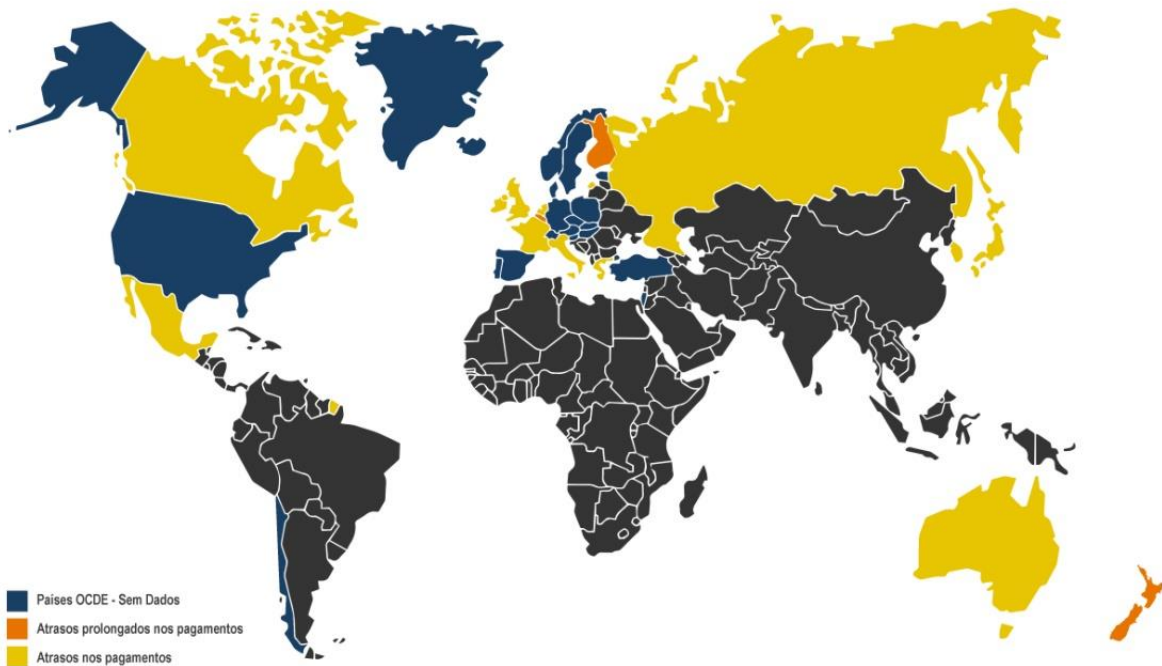 Paises OCDE - Sem Dados
Atrasos prolongados nos pagamentos
Atrasos nos pagamentos